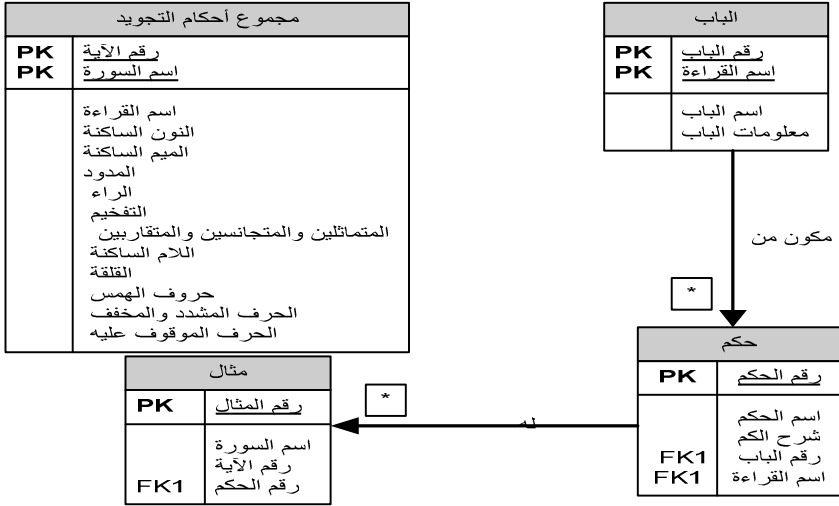 مجموع أحكام التجويد
PK رقم الآية
PK اسم السورة
اسم القراءة
النون الساكنة
الميم الساكنة
المدود
الراء
التفخيم
المتماثلين والمتجانسين والمتقاربين
اللام الساكنة
القلقة
حروف الهمس
الحرف المشدد والمخفف
الحرف الموقوف عليه
الباب
PK رقم الباب
PK اسم القراءة
اسم الباب
معلومات الباب
مكون من
*
حكم
PK رقم الحكم
اسم الحكم
شرح الكم
FK1 رقم الباب
FK1 اسم القراءة
له
*
مثال
PK رقم المثال
اسم السورة
رقم الآية
FK1 رقم الحكم